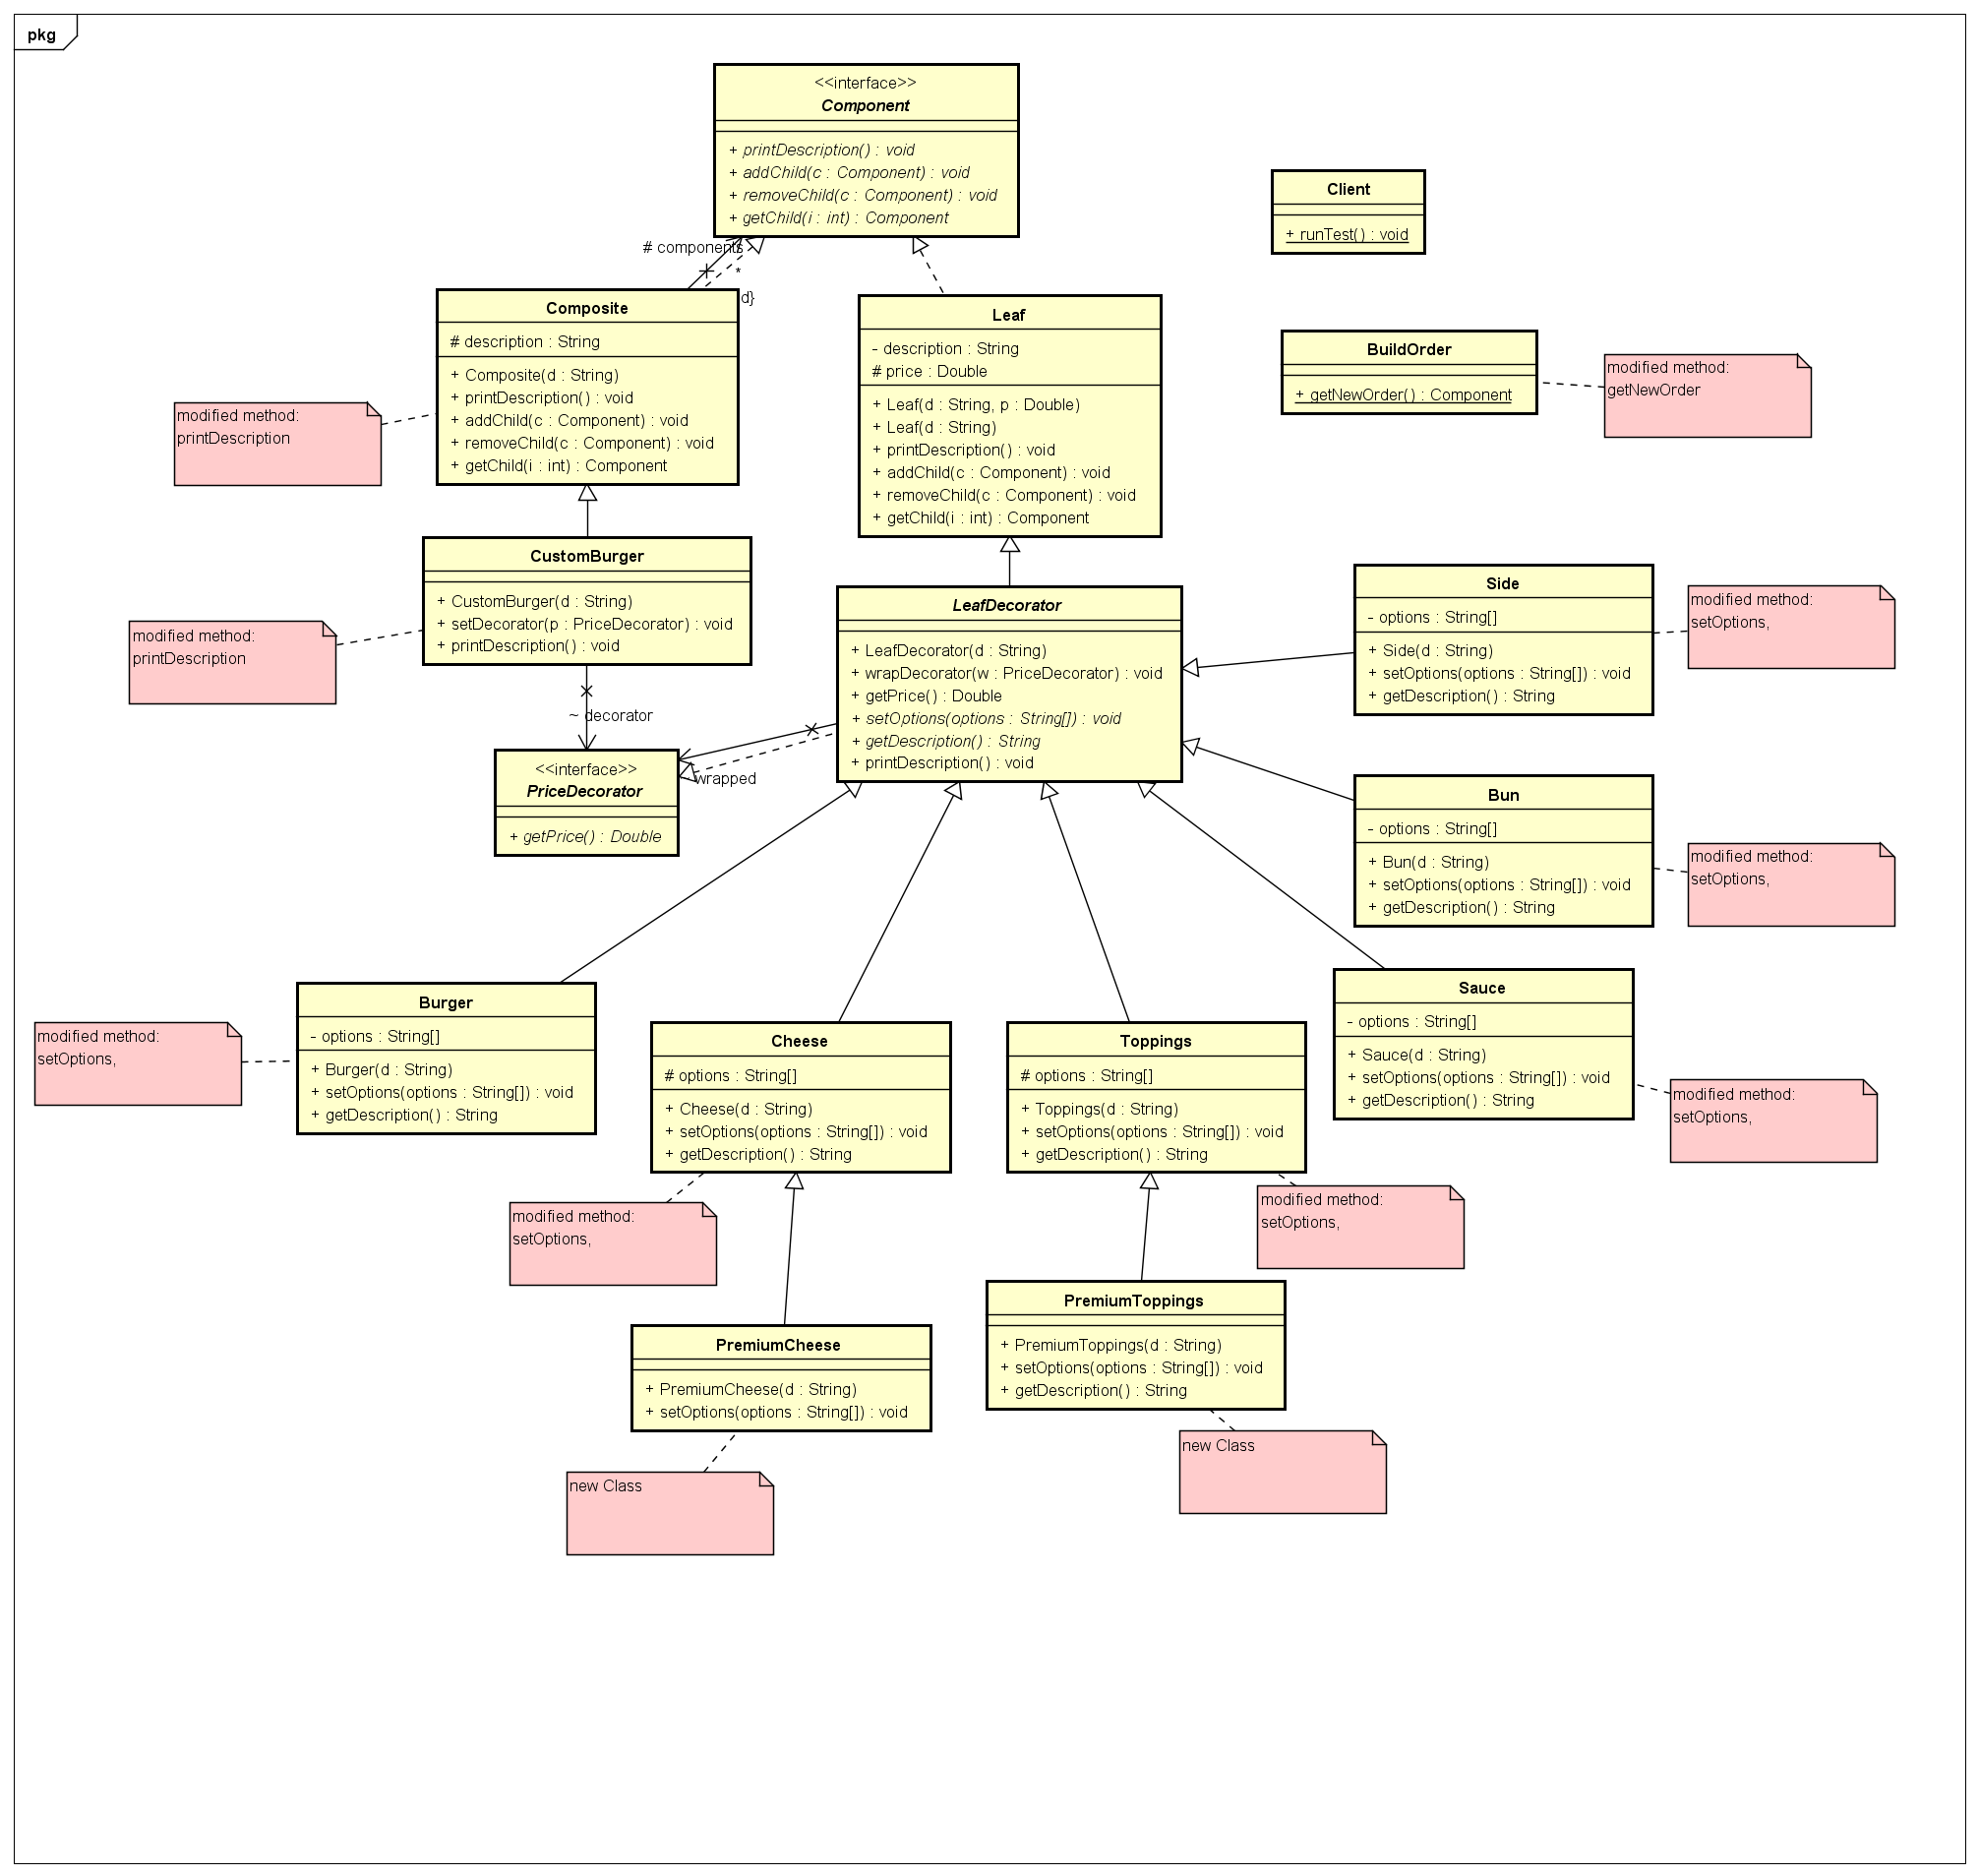 pkg
<<interface>>
Component
+ printDescription() : void
+ addChild(c : Component) : void
+ removeChild(c : Component) : void
+ getChild(i : int) : Component
Client
+ runTest() : void
# components
*
d}
Composite
# description : String
+ Composite(d : String)
+ printDescription() : void
+ addChild(c : Component) : void
+ removeChild(c : Component) : void
+ getChild(i : int) : Component
Leaf
- description : String
# price : Double
+ Leaf(d : String, p : Double)
+ Leaf(d : String)
+ printDescription() : void
+ addChild(c : Component) : void
+ removeChild(c : Component) : void
+ getChild(i : int) : Component
BuildOrder
+ getNewOrder() : Component
modified method:
getNewOrder
modified method:
printDescription
CustomBurger
+ CustomBurger(d : String)
+ setDecorator(p : PriceDecorator) : void
+ printDescription() : void
modified method:
printDescription
~ decorator
LeafDecorator
+ LeafDecorator(d : String)
+ wrapDecorator(w : PriceDecorator) : void
+ getPrice() : Double
+ setOptions(options : String[]) : void
+ getDescription() : String
+ printDescription() : void
Side
- options : String[]
+ Side(d : String)
+ setOptions(options : String[]) : void
+ getDescription() : String
modified method:
setOptions,
<<interface>>
PriceDecorator
+ getPrice() : Double
wrapped
Bun
- options : String[]
+ Bun(d : String)
+ setOptions(options : String[]) : void
+ getDescription() : String
modified method:
setOptions,
Burger
- options : String[]
+ Burger(d : String)
+ setOptions(options : String[]) : void
+ getDescription() : String
modified method:
setOptions,
Cheese
# options : String[]
+ Cheese(d : String)
+ setOptions(options : String[]) : void
+ getDescription() : String
modified method:
setOptions,
Toppings
# options : String[]
+ Toppings(d : String)
+ setOptions(options : String[]) : void
+ getDescription() : String
modified method:
setOptions,
Sauce
- options : String[]
+ Sauce(d : String)
+ setOptions(options : String[]) : void
+ getDescription() : String
modified method:
setOptions,
PremiumCheese
+ PremiumCheese(d : String)
+ setOptions(options : String[]) : void
new Class
PremiumToppings
+ PremiumToppings(d : String)
+ setOptions(options : String[]) : void
+ getDescription() : String
new Class